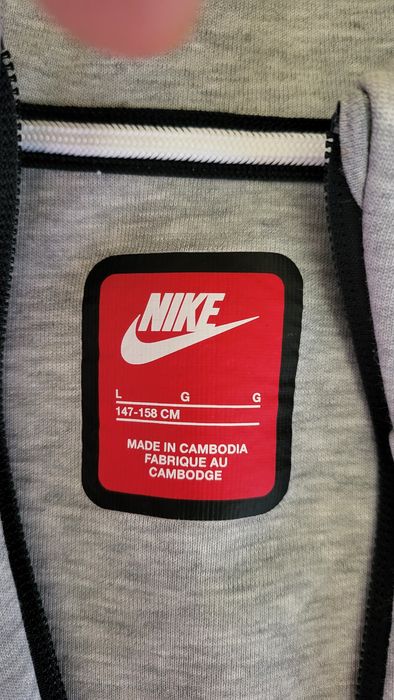 NIKE
L G G
147-158 CM
MADE IN CAMBODIA
FABRIQUE AU
CAMBODGE